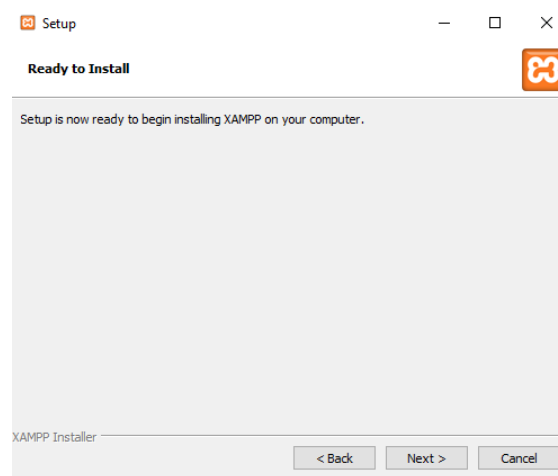 Setup
Ready to Install
Setup is now ready to begin installing XAMPP on your computer.
XAMPP Installer
< Back Next > Cancel